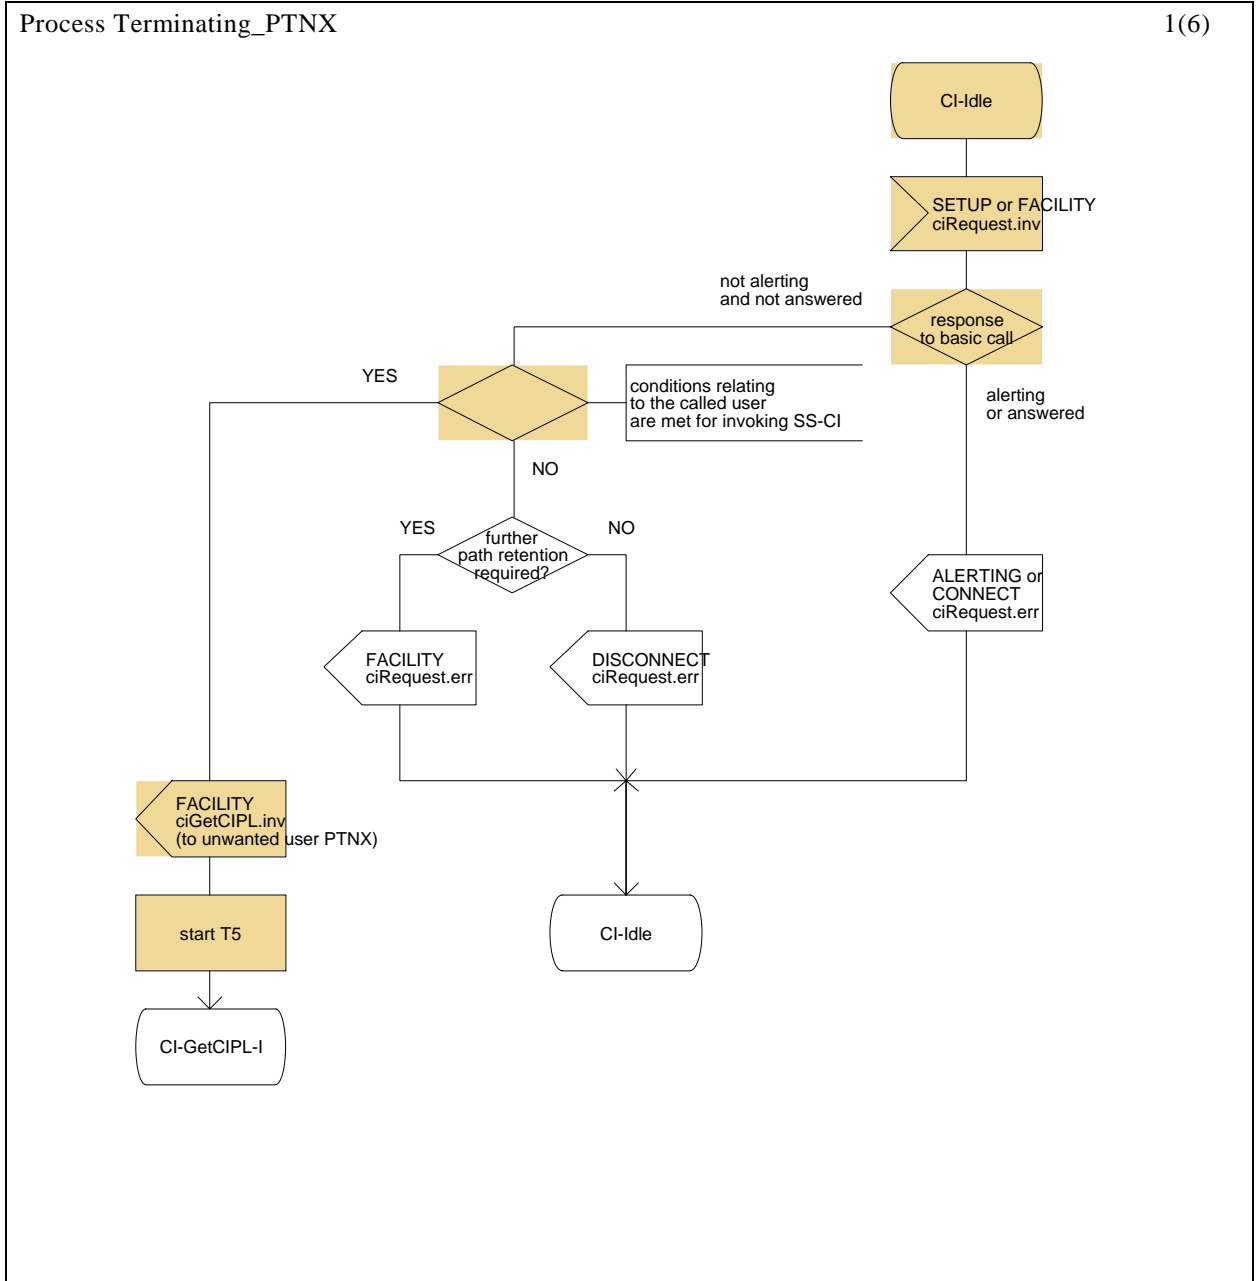 Process Terminating_PTNX
1(6)
CI-Idle
SETUP or FACILITY
ciRequest.inv
not alerting
and not answered
response
to basic call
YES
conditions relating
to the called user
are met for invoking SS-CI
alerting
or answered
NO
YES
NO
further
path retention
required?
ALERTING or
CONNECT
ciRequest.err
FACILITY
ciRequest.err
DISCONNECT
ciRequest.err
FACILITY
ciGetCIPL.inv
(to unwanted user PTNX)
start T5
CI-Idle
CI-GetCIPL-I